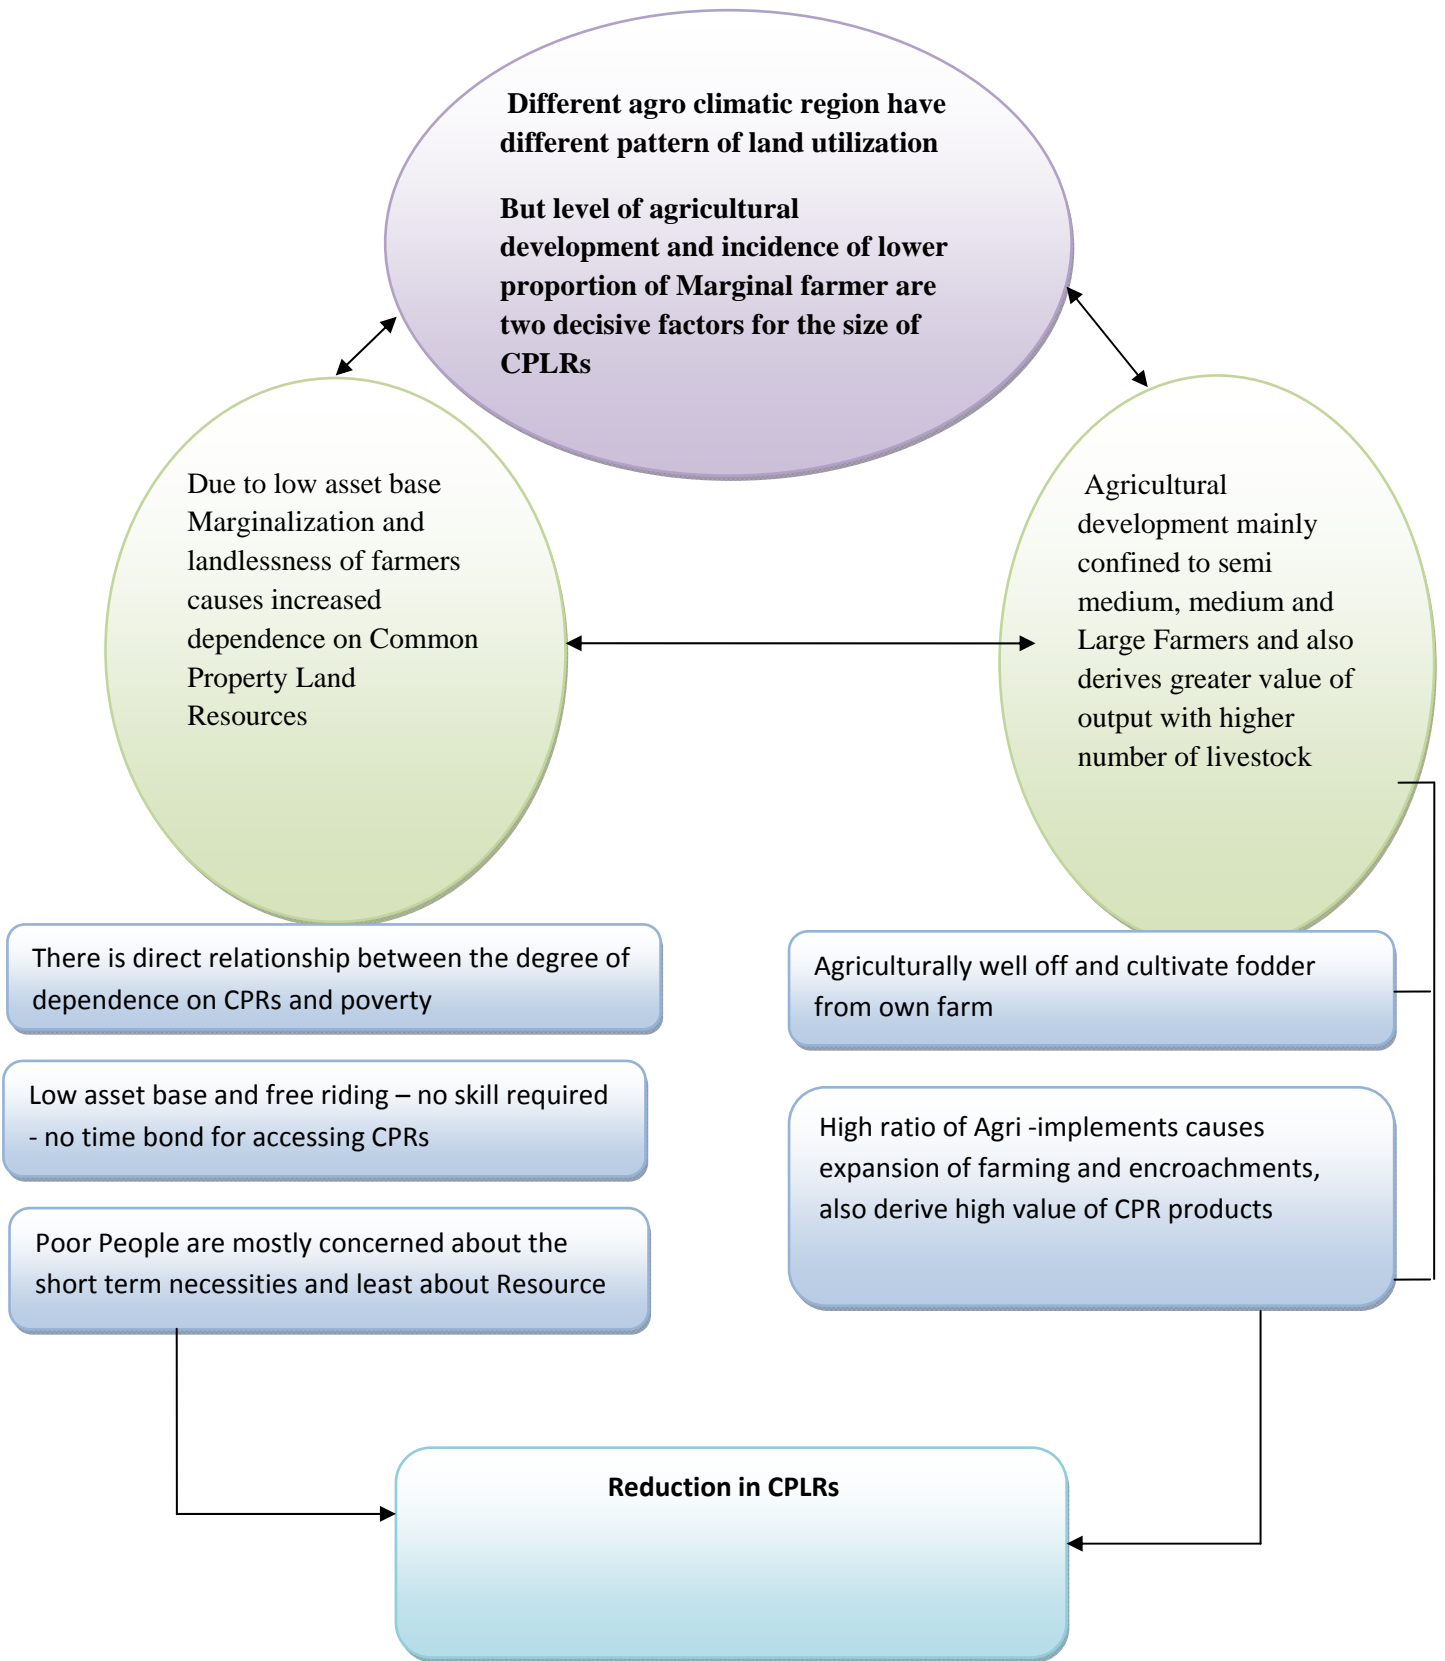 Different agro climatic region have
different pattern of land utilization
But level of agricultural
development and incidence of lower
proportion of Marginal farmer are
two decisive factors for the size of
CPLRs
Due to low asset base
Marginalization and
landlessness of farmers
causes increased
dependence on Common
Property Land
Resources
Agricultural
development mainly
confined to semi
medium, medium and
Large Farmers and also
derives greater value of
output with higher
number of livestock
There is direct relationship between the degree of
dependence on CPRs and poverty
Low asset base and free riding – no skill required
- no time bond for accessing CPRs
Poor People are mostly concerned about the
short term necessities and least about Resource
Agriculturally well off and cultivate fodder
from own farm
High ratio of Agri -implements causes
expansion of farming and encroachments,
also derive high value of CPR products
Reduction in CPLRs